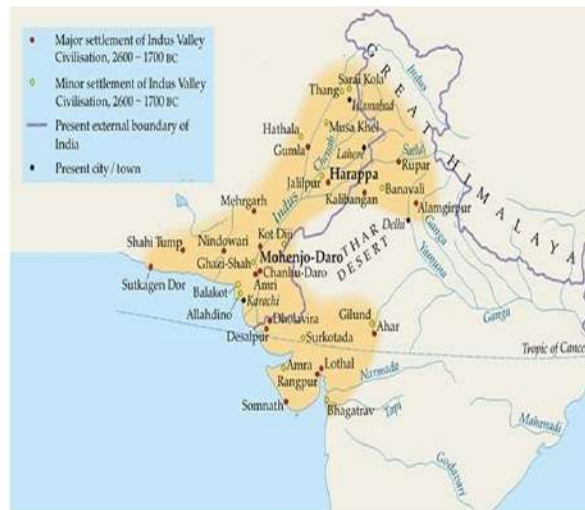 Major settlement of Indus Valley
Civilisation, 2600 – 1700 BC
Minor settlement of Indus Valley
Civilisation, 2600 – 1700 BC
Present external boundary of
India
Present city / town
GREAT HIMALAYA
Indus
Sarai Kola
Thang
Islamabad
Musa Khel
Hathala
Chenab
Gumla
Lahore
Rupar
Jalilpur
Harappa
Banavali
Kalibangan
Alamgirpur
Mehrgarh
Indus
Delhi
Ganga
Yamuna
Kot Diji
THAR
DESERT
Shahi Tump
Nindowari
Mohenjo-Daro
Ghazi-Shah
Chanhu-Daro
Sutkagen Dor
Amri
Balakot
Karachi
Allahdino
Dholavira
Gilund
Ahar
Ganga
Desalpur
Surkotada
Tropic of Cance
Amra
Lothal
Narmada
Rangpur
Somnath
Bhagatrav
Tapi
Mahanadi
Godavari